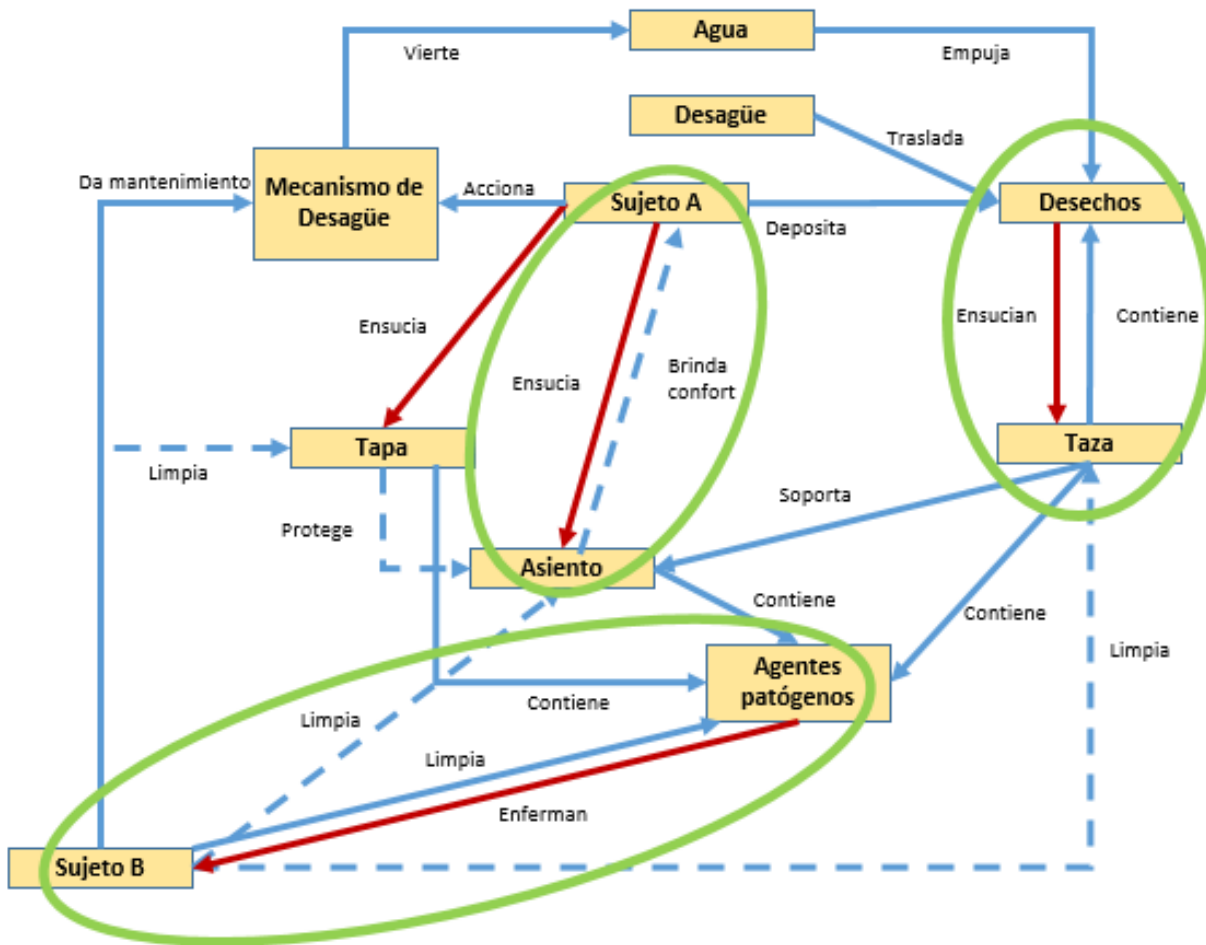 Agua
Vierte
Empuja
Desagüe
Traslada
Da mantenimiento
Mecanismo de
Desagüe
Acciona
Sujeto A
Deposita
Desechos
Ensucia
Ensucia
Brinda
confort
Ensucian
Contiene
Tapa
Taza
Limpia
Protege
Soporta
Asiento
Contiene
Contiene
Limpia
Agentes
patógenos
Contiene
Limpia
Limpia
Enferman
Sujeto B